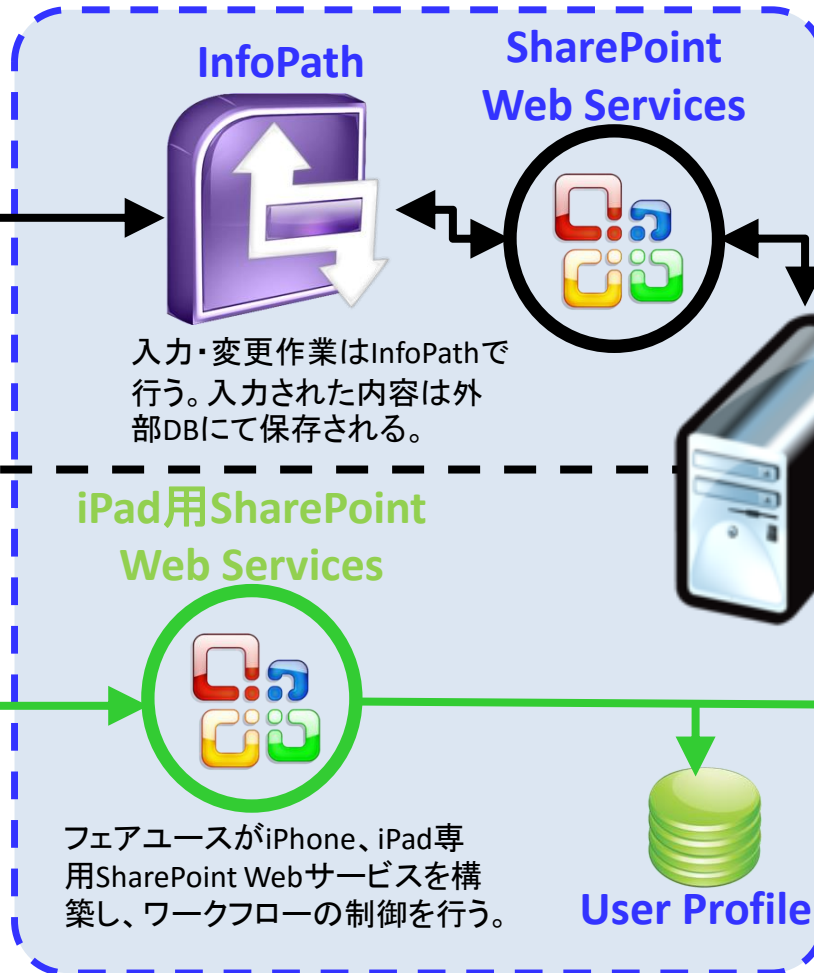 InfoPath
SharePoint
Web Services
入力・変更作業はInfoPathで
行う。入力された内容は外
部DBにて保存される。
iPad用SharePoint
Web Services
フェアユースがiPhone、iPad専
用SharePoint Webサービスを構
築し、ワークフローの制御を行う。
User Profile